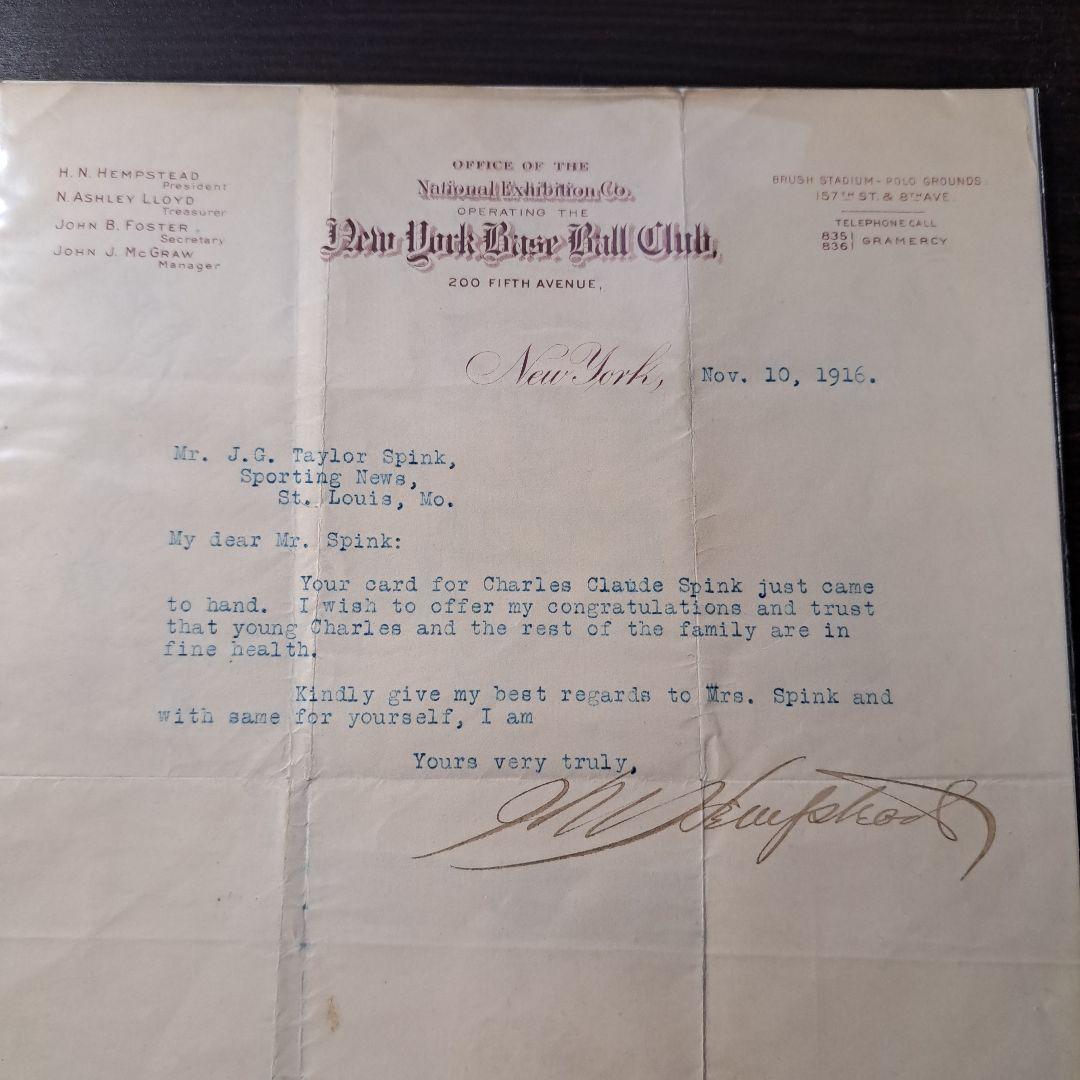 H. N. HEMPSTEAD
President
N. ASHLEY LLOYD
Treasurer
JOHN B. FOSTER
Secretary
JOHN J. McGRAW
Manager
OFFICE OF THE
National Exhibition Co.
OPERATING THE
New York Base Ball Club,
200 FIFTH AVENUE,
BRUSH STADIUM - POLO GROUNDS
157TH ST. & 8TH AVE.
TELEPHONE CALL
8351
8361 GRAMERCY
New York, Nov. 10, 1916.
Mr. J.G. Taylor Spink,
Sporting News,
St. Louis, Mo.
My dear Mr. Spink:
Your card for Charles Claude Spink just came
to hand. I wish to offer my congratulations and trust
that young Charles and the rest of the family are in
fine health.
Kindly give my best regards to Mrs. Spink and
with same for yourself, I am
Yours very truly,
H N Hempstead